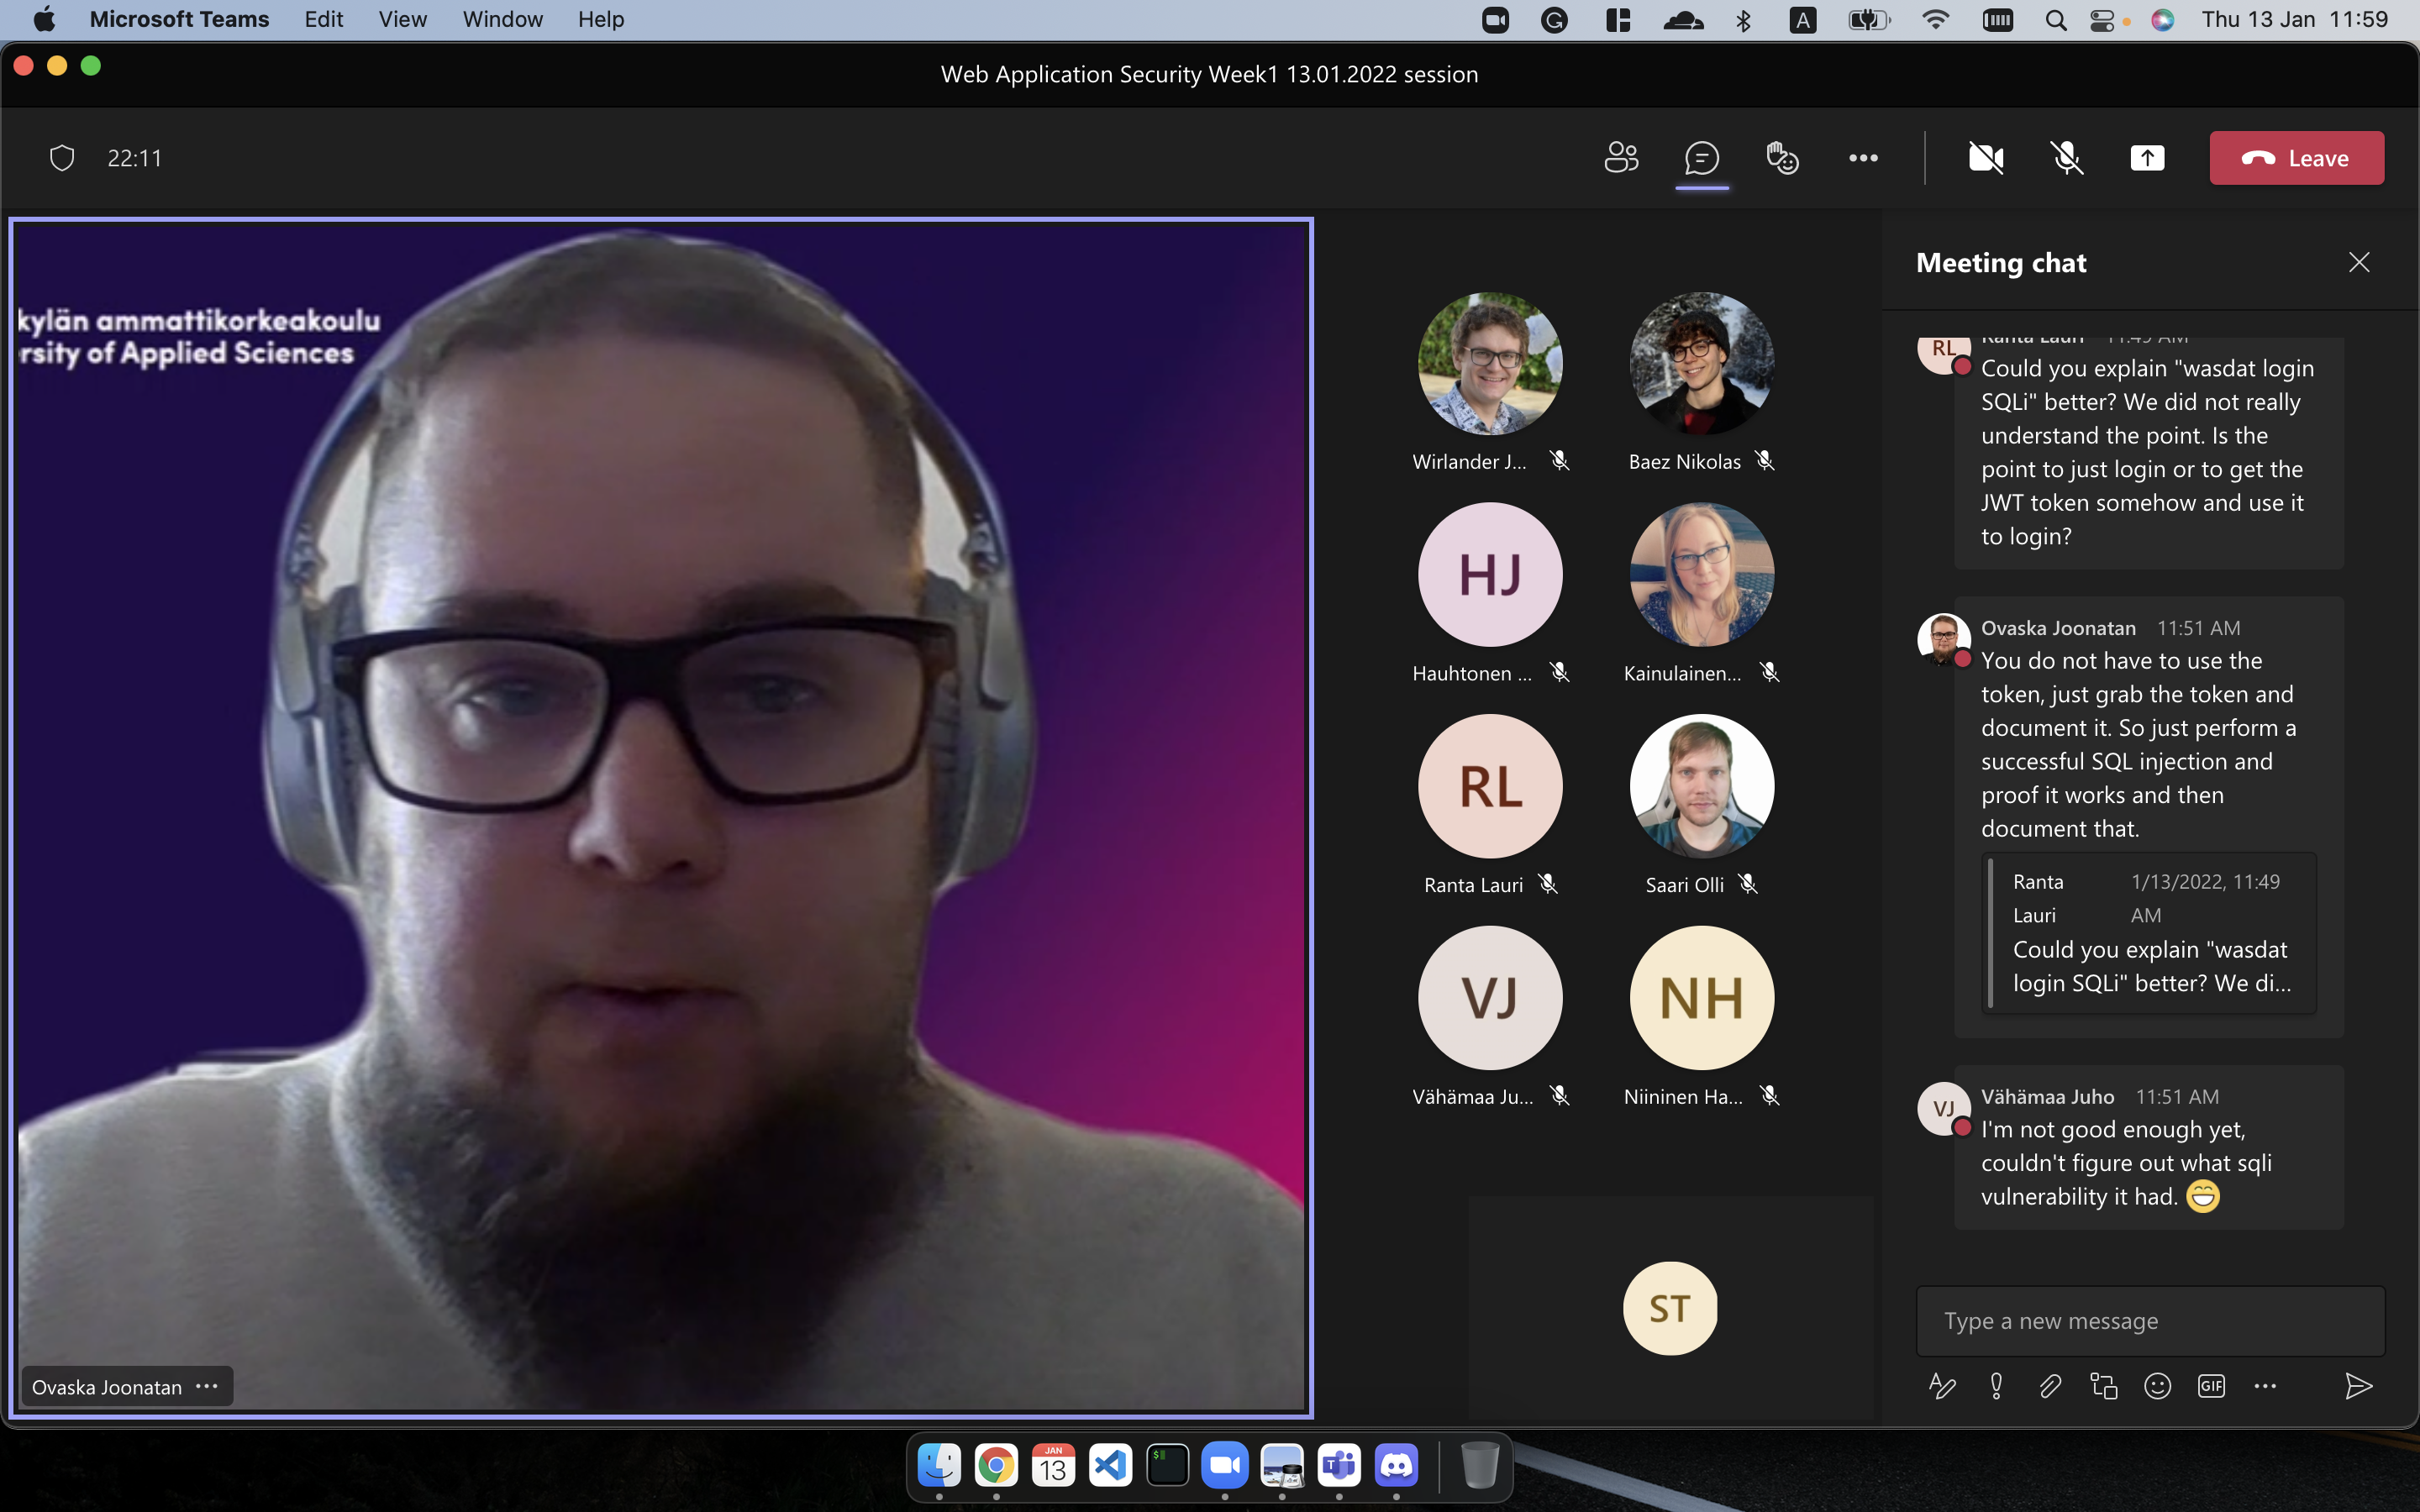 Microsoft Teams Edit View Window Help
A
Thu 13 Jan 11:59
Web Application Security Week1 13.01.2022 session
22:11
Leave
kylän ammattikorkeakoulu
rsity of Applied Sciences
Ovaska Joonatan
Wirlander J...
Baez Nikolas
HJ
Hauhtonen ...
Kainulainen...
RL
Ranta Lauri
Saari Olli
VJ
Vähämaa Ju...
NH
Niininen Ha...
ST
Meeting chat
RL
Ranta Lauri 11:49 AM
Could you explain "wasdat login
SQLi" better? We did not really
understand the point. Is the
point to just login or to get the
JWT token somehow and use it
to login?
Ovaska Joonatan 11:51 AM
You do not have to use the
token, just grab the token and
document it. So just perform a
successful SQL injection and
proof it works and then
document that.
Ranta 1/13/2022, 11:49
Lauri AM
Could you explain "wasdat
login SQLi" better? We di...
VJ
Vähämaa Juho 11:51 AM
I'm not good enough yet,
couldn't figure out what sqli
vulnerability it had.
Type a new message
GIF
JAN
13